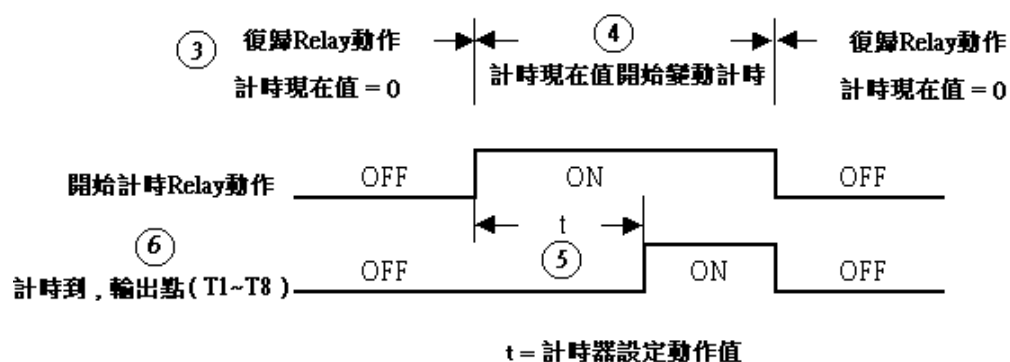 ③ 復歸Relay動作 ④ 復歸Relay動作
計時現在值 = 0 計時現在值開始變動計時 計時現在值 = 0
開始計時Relay動作 OFF ON OFF
t
⑥ ⑤
計時到 , 輸出點 ( T1~T8 ) OFF ON OFF
t = 計時器設定動作值